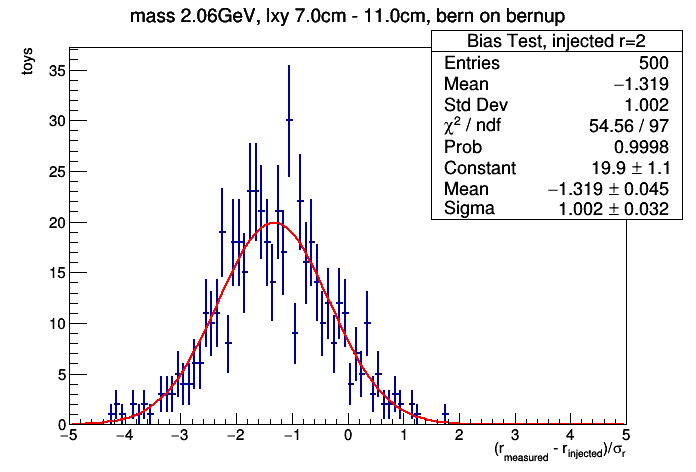 mass 2.06GeV, lxy 7.0cm - 11.0cm, bern on bernup
Bias Test, injected r=2
Entries 500
Mean −1.319
Std Dev 1.002
χ² / ndf 54.56 / 97
Prob 0.9998
Constant 19.9 ± 1.1
Mean −1.319 ± 0.045
Sigma 1.002 ± 0.032
toys
35
30
25
20
15
10
5
0
−5 −4 −3 −2 −1 0 1 2 3 4 5
(r_measured - r_injected)/σ_r